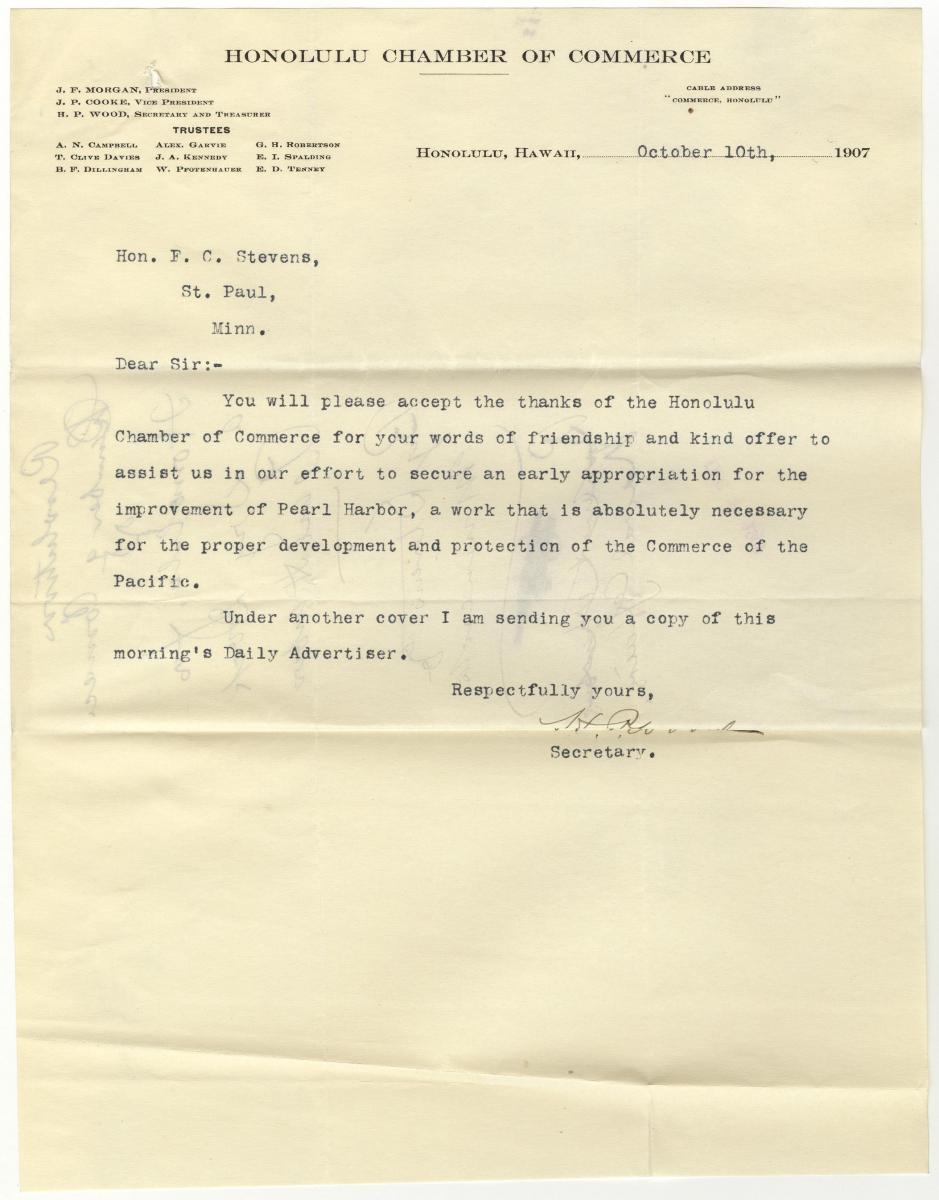 HONOLULU CHAMBER OF COMMERCE
J. F. MORGAN, PRESIDENT
J. P. COOKE, VICE PRESIDENT
H. P. WOOD, SECRETARY AND TREASURER
TRUSTEES
A. N. CAMPBELL ALEX. GARVIE G. H. ROBERTSON
T. CLIVE DAVIES J. A. KENNEDY E. I. SPALDING
B. F. DILLINGHAM W. PFOTENHAUER E. D. TENNEY
CABLE ADDRESS
"COMMERCE, HONOLULU"
HONOLULU, HAWAII, October 10th, 1907
Hon. F. C. Stevens,
St. Paul,
Minn.
Dear Sir:-
You will please accept the thanks of the Honolulu
Chamber of Commerce for your words of friendship and kind offer to
assist us in our effort to secure an early appropriation for the
improvement of Pearl Harbor, a work that is absolutely necessary
for the proper development and protection of the Commerce of the
Pacific.
Under another cover I am sending you a copy of this
morning's Daily Advertiser.
Respectfully yours,
H. P. Wood
Secretary.